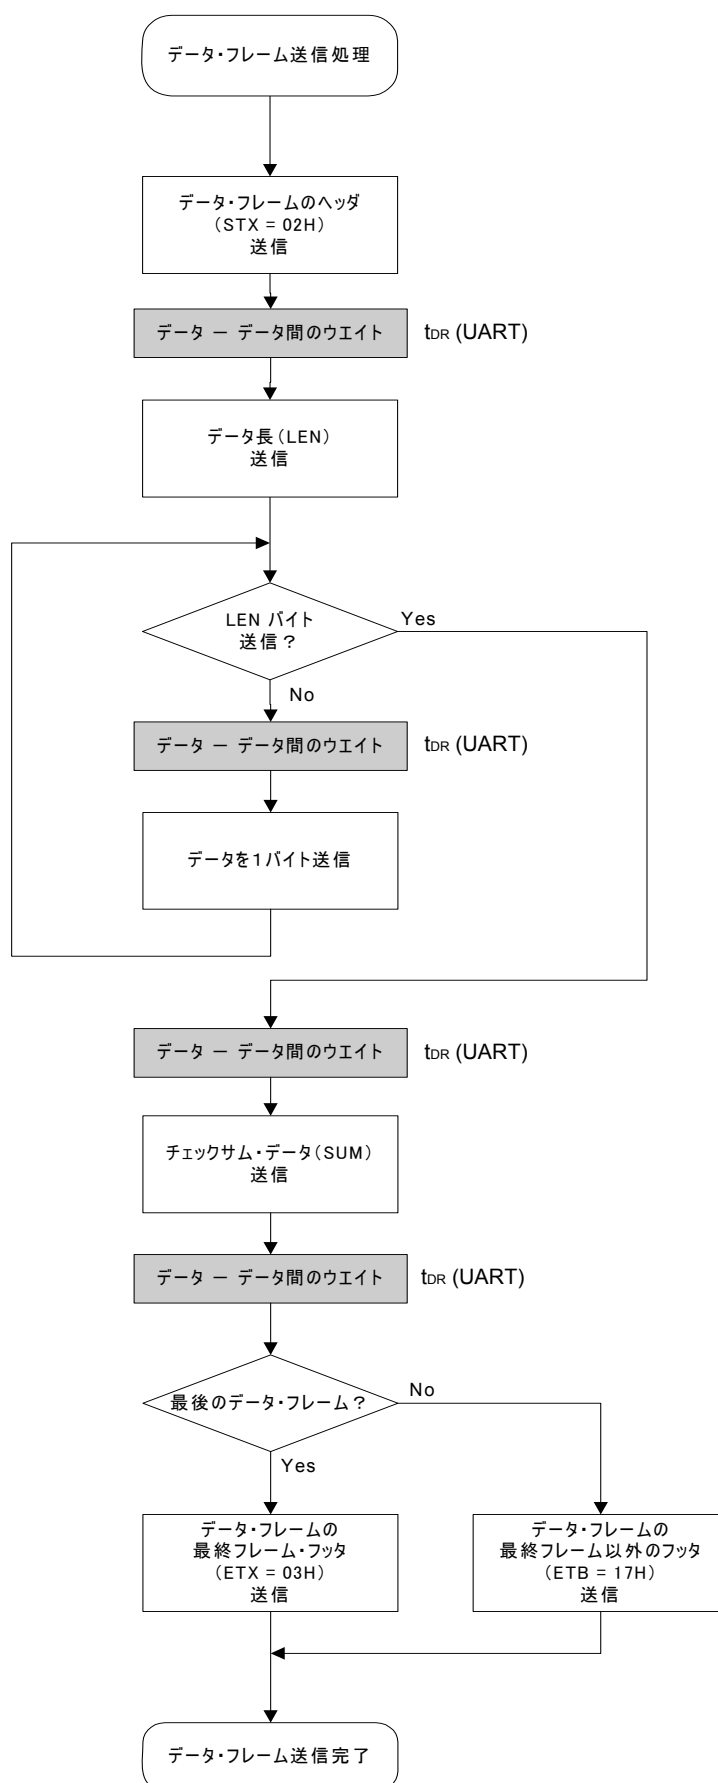 データ・フレーム送信処理
データ・フレームのヘッダ
(STX = 02H)
送信
データ － データ間のウエイト
tDR (UART)
データ長(LEN)
送信
LEN バイト
送信？
Yes
No
データ － データ間のウエイト
tDR (UART)
データを1バイト送信
データ － データ間のウエイト
tDR (UART)
チェックサム・データ(SUM)
送信
データ － データ間のウエイト
tDR (UART)
最後のデータ・フレーム？
No
Yes
データ・フレームの
最終フレーム・フッタ
(ETX = 03H)
送信
データ・フレームの
最終フレーム以外のフッタ
(ETB = 17H)
送信
データ・フレーム送信完了